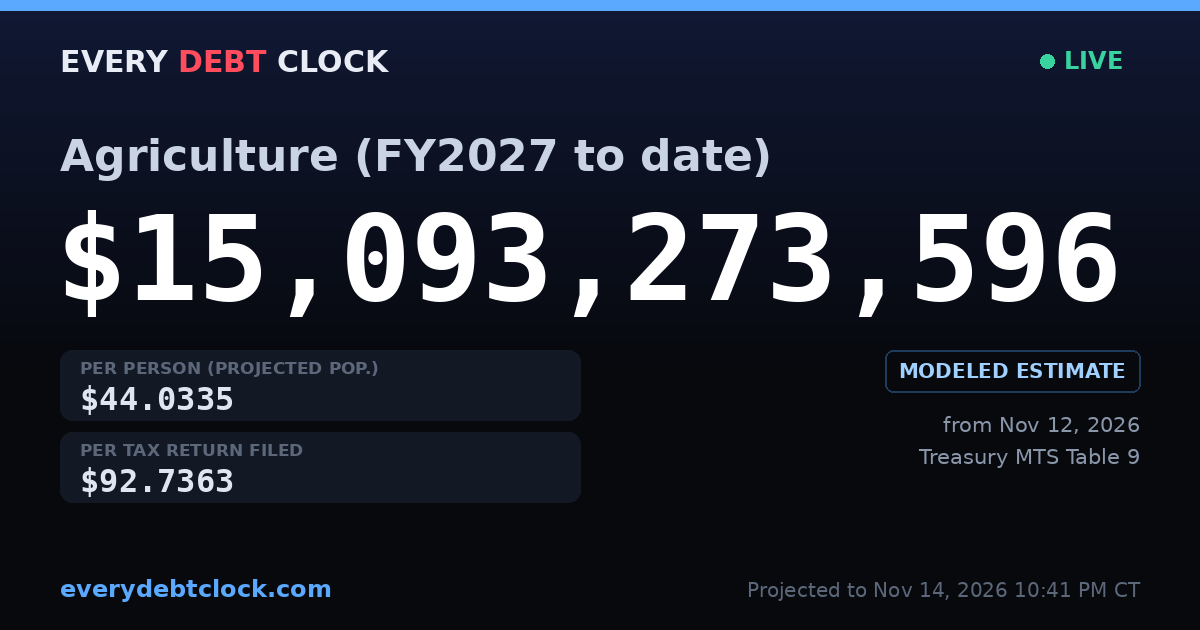 EVERY DEBT CLOCK
LIVE
Agriculture (FY2027 to date)
$15,093,273,596
PER PERSON (PROJECTED POP.)
$44.0335
PER TAX RETURN FILED
$92.7363
MODELED ESTIMATE
from Nov 12, 2026
Treasury MTS Table 9
everydebtclock.com
Projected to Nov 14, 2026 10:41 PM CT